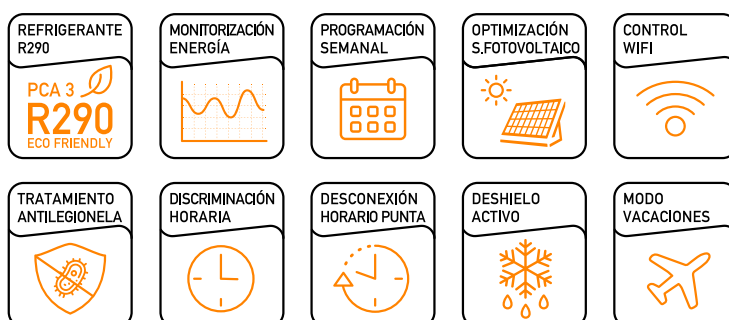 REFRIGERANTE
R290
PCA 3
R290
ECO FRIENDLY
MONITORIZACIÓN
ENERGÍA
PROGRAMACIÓN
SEMANAL
OPTIMIZACIÓN
S.FOTOVOLTAICO
CONTROL
WIFI
TRATAMIENTO
ANTILEGIONELA
DISCRIMINACIÓN
HORARIA
DESCONEXIÓN
HORARIO PUNTA
DESHIELO
ACTIVO
MODO
VACACIONES